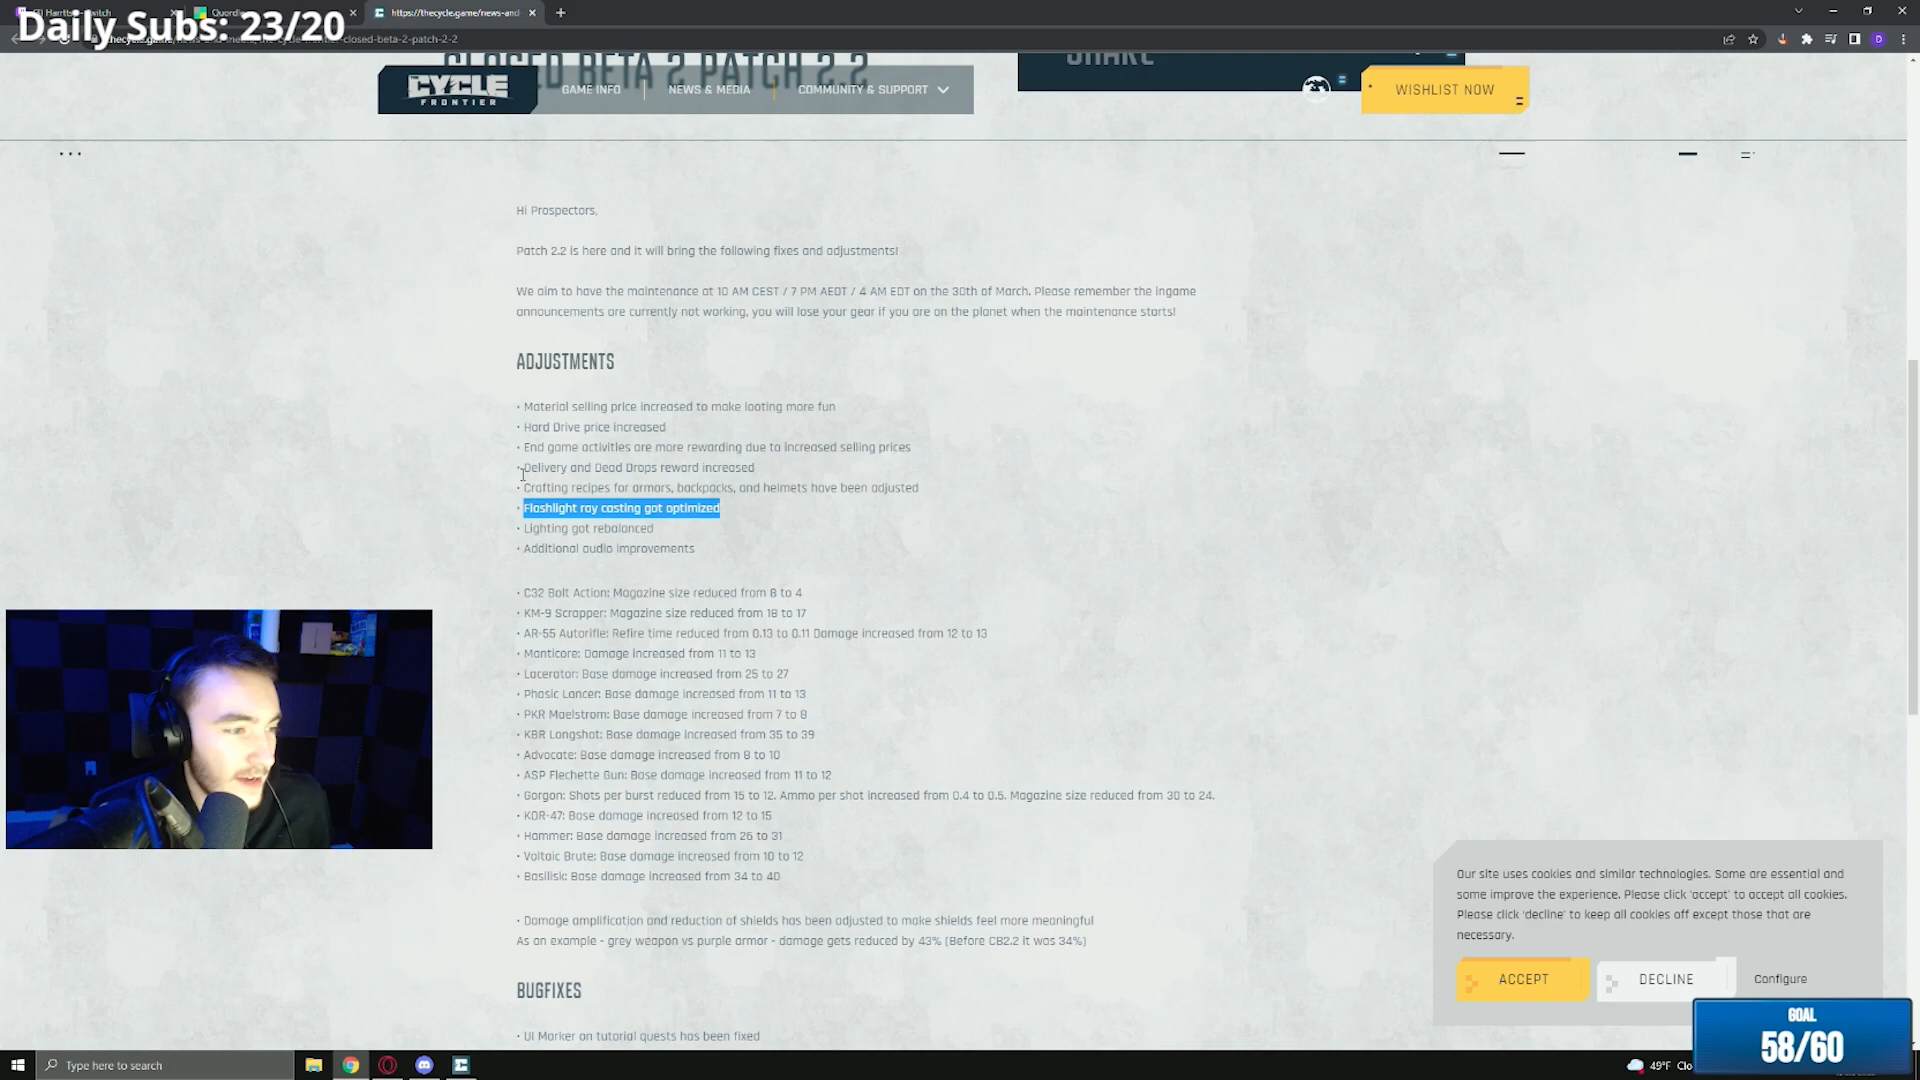 Daily Subs: 23/20
https://thecycle.game/news-and
CLOSED BETA 2 PATCH 2.2
SHARE
CYCLE
FRONTIER
GAME INFO
NEWS & MEDIA
COMMUNITY & SUPPORT
WISHLIST NOW
Hi Prospectors,
Patch 2.2 is here and it will bring the following fixes and adjustments!
We aim to have the maintenance at 10 AM CEST / 7 PM AEDT / 4 AM EDT on the 30th of March. Please remember the ingame
announcements are currently not working, you will lose your gear if you are on the planet when the maintenance starts!
ADJUSTMENTS
• Material selling price increased to make looting more fun
• Hard Drive price increased
• End game activities are more rewarding due to increased selling prices
• Delivery and Dead Drops reward increased
• Crafting recipes for armors, backpacks, and helmets have been adjusted
• Flashlight ray casting got optimized
• Lighting got rebalanced
• Additional audio improvements
• C32 Bolt Action: Magazine size reduced from 8 to 4
• KM-9 Scrapper: Magazine size reduced from 18 to 17
• AR-55 Autorifle: Refire time reduced from 0.13 to 0.11 Damage increased from 12 to 13
• Manticore: Damage increased from 11 to 13
• Lacerator: Base damage increased from 25 to 27
• Phasic Lancer: Base damage increased from 11 to 13
• PKR Maelstrom: Base damage increased from 7 to 8
• KBR Longshot: Base damage increased from 35 to 39
• Advocate: Base damage increased from 8 to 10
• ASP Flechette Gun: Base damage increased from 11 to 12
• Gorgon: Shots per burst reduced from 15 to 12. Ammo per shot increased from 0.4 to 0.5. Magazine size reduced from 30 to 24.
• KOR-47: Base damage increased from 12 to 15
• Hammer: Base damage increased from 26 to 31
• Voltaic Brute: Base damage increased from 10 to 12
• Basilisk: Base damage increased from 34 to 40
• Damage amplification and reduction of shields has been adjusted to make shields feel more meaningful
As an example - grey weapon vs purple armor - damage gets reduced by 43% (Before CB2.2 it was 34%)
BUGFIXES
• UI Marker on tutorial quests has been fixed
Our site uses cookies and similar technologies. Some are essential and
some improve the experience. Please click 'accept' to accept all cookies.
Please click 'decline' to keep all cookies off except those that are
necessary.
ACCEPT
DECLINE
Configure
GOAL
58/60
Type here to search
49°F Clo